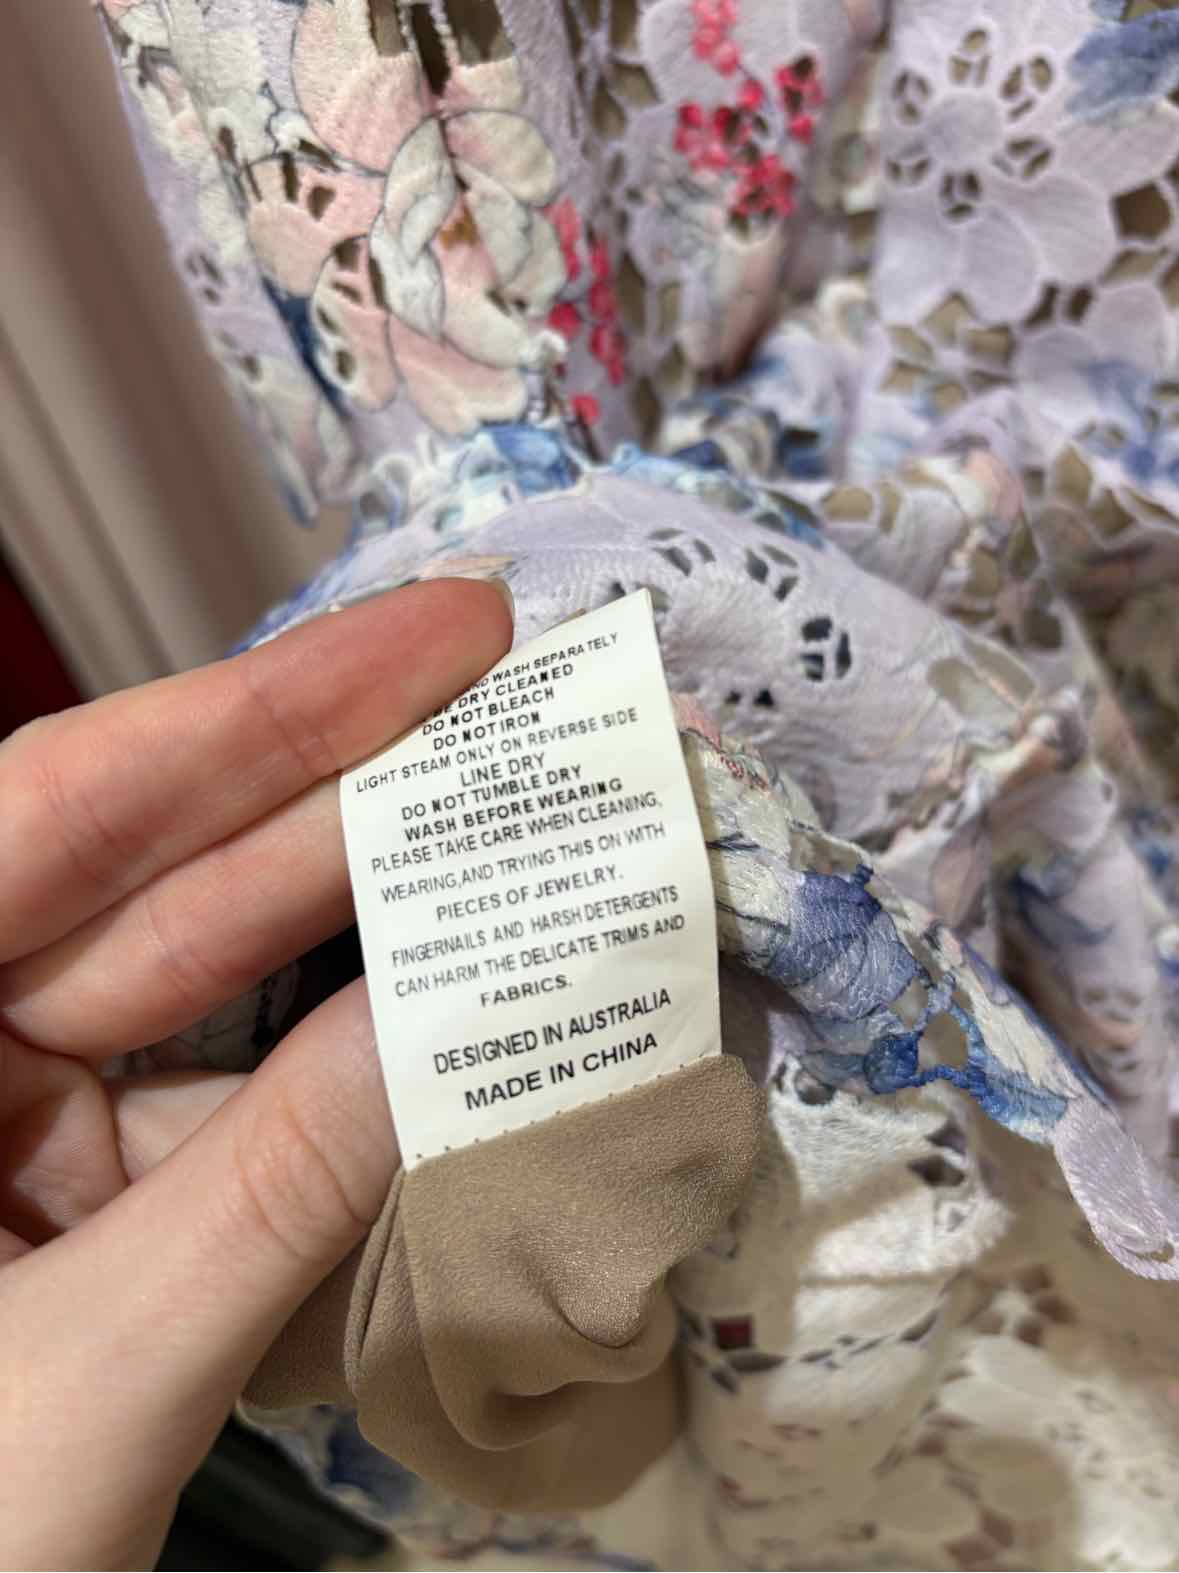 WASH SEPARATELY
BE DRY CLEANED
DO NOT BLEACH
DO NOT IRON
LIGHT STEAM ONLY ON REVERSE SIDE
LINE DRY
DO NOT TUMBLE DRY
WASH BEFORE WEARING
PLEASE TAKE CARE WHEN CLEANING,
WEARING,AND TRYING THIS ON WITH
PIECES OF JEWELRY.
FINGERNAILS AND HARSH DETERGENTS
CAN HARM THE DELICATE TRIMS AND
FABRICS.
DESIGNED IN AUSTRALIA
MADE IN CHINA